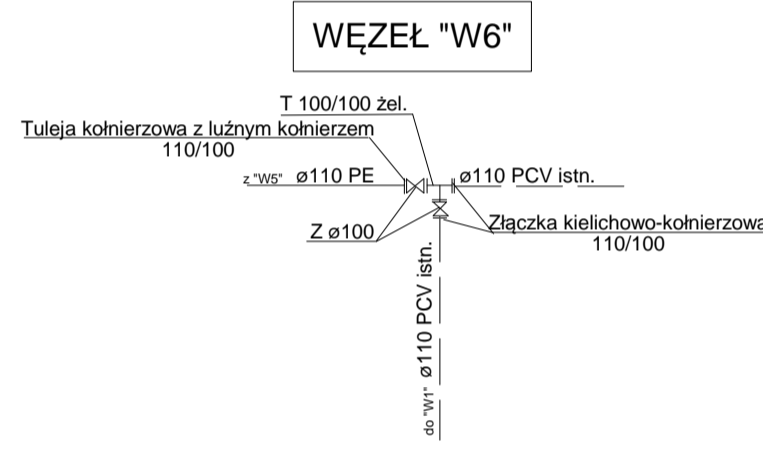 WĘZEŁ "W6"
T 100/100 żel.
Tuleja kołnierzowa z luźnym kołnierzem
110/100
z "W5" ø110 PE
ø110 PCV istn.
Z ø100
Złączka kielichowo-kołnierzowa
110/100
do "W1" ø110 PCV istn.